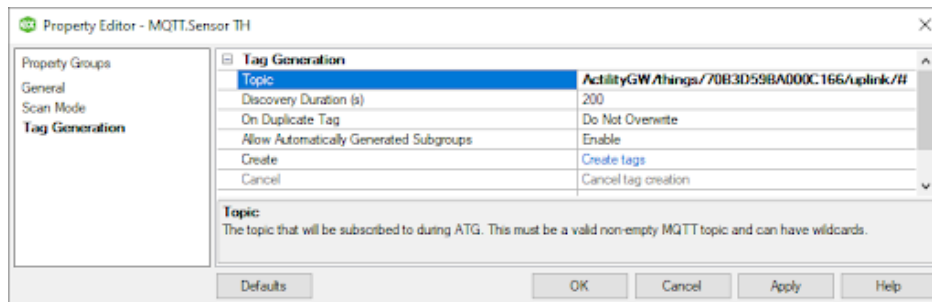 Property Editor - MQTT.Sensor TH
Property Groups
General
Scan Mode
Tag Generation
Tag Generation
Topic ActilityGW/things/70B3D59BA000C166/uplink/#
Discovery Duration (s) 200
On Duplicate Tag Do Not Overwrite
Allow Automatically Generated Subgroups Enable
Create Create tags
Cancel Cancel tag creation
Topic
The topic that will be subscribed to during ATG. This must be a valid non-empty MQTT topic and can have wildcards.
Defaults OK Cancel Apply Help